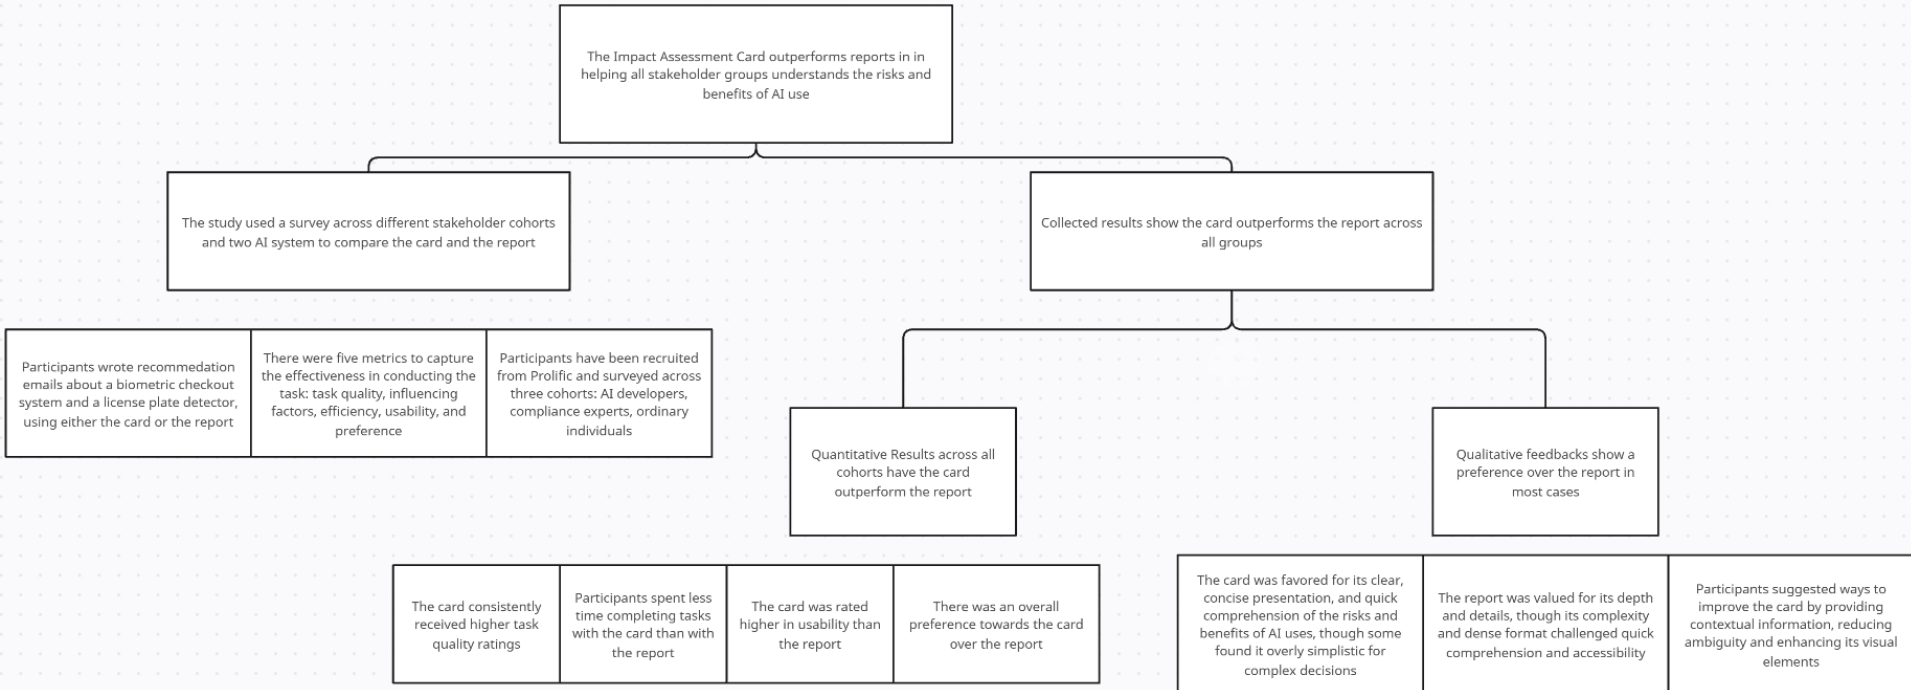 The Impact Assessment Card outperforms reports in in
helping all stakeholder groups understands the risks and
benefits of AI use
The study used a survey across different stakeholder cohorts
and two AI system to compare the card and the report
Collected results show the card outperforms the report across
all groups
Participants wrote recommedation
emails about a biometric checkout
system and a license plate detector,
using either the card or the report
There were five metrics to capture
the effectiveness in conducting the
task: task quality, influencing
factors, efficiency, usability, and
preference
Participants have been recruited
from Prolific and surveyed across
three cohorts: AI developers,
compliance experts, ordinary
individuals
Quantitative Results across all
cohorts have the card
outperform the report
Qualitative feedbacks show a
preference over the report in
most cases
The card consistently
received higher task
quality ratings
Participants spent less
time completing tasks
with the card than with
the report
The card was rated
higher in usability than
the report
There was an overall
preference towards the card
over the report
The card was favored for its clear,
concise presentation, and quick
comprehension of the risks and
benefits of AI uses, though some
found it overly simplistic for
complex decisions
The report was valued for its depth
and details, though its complexity
and dense format challenged quick
comprehension and accessibility
Participants suggested ways to
improve the card by providing
contextual information, reducing
ambiguity and enhancing its visual
elements